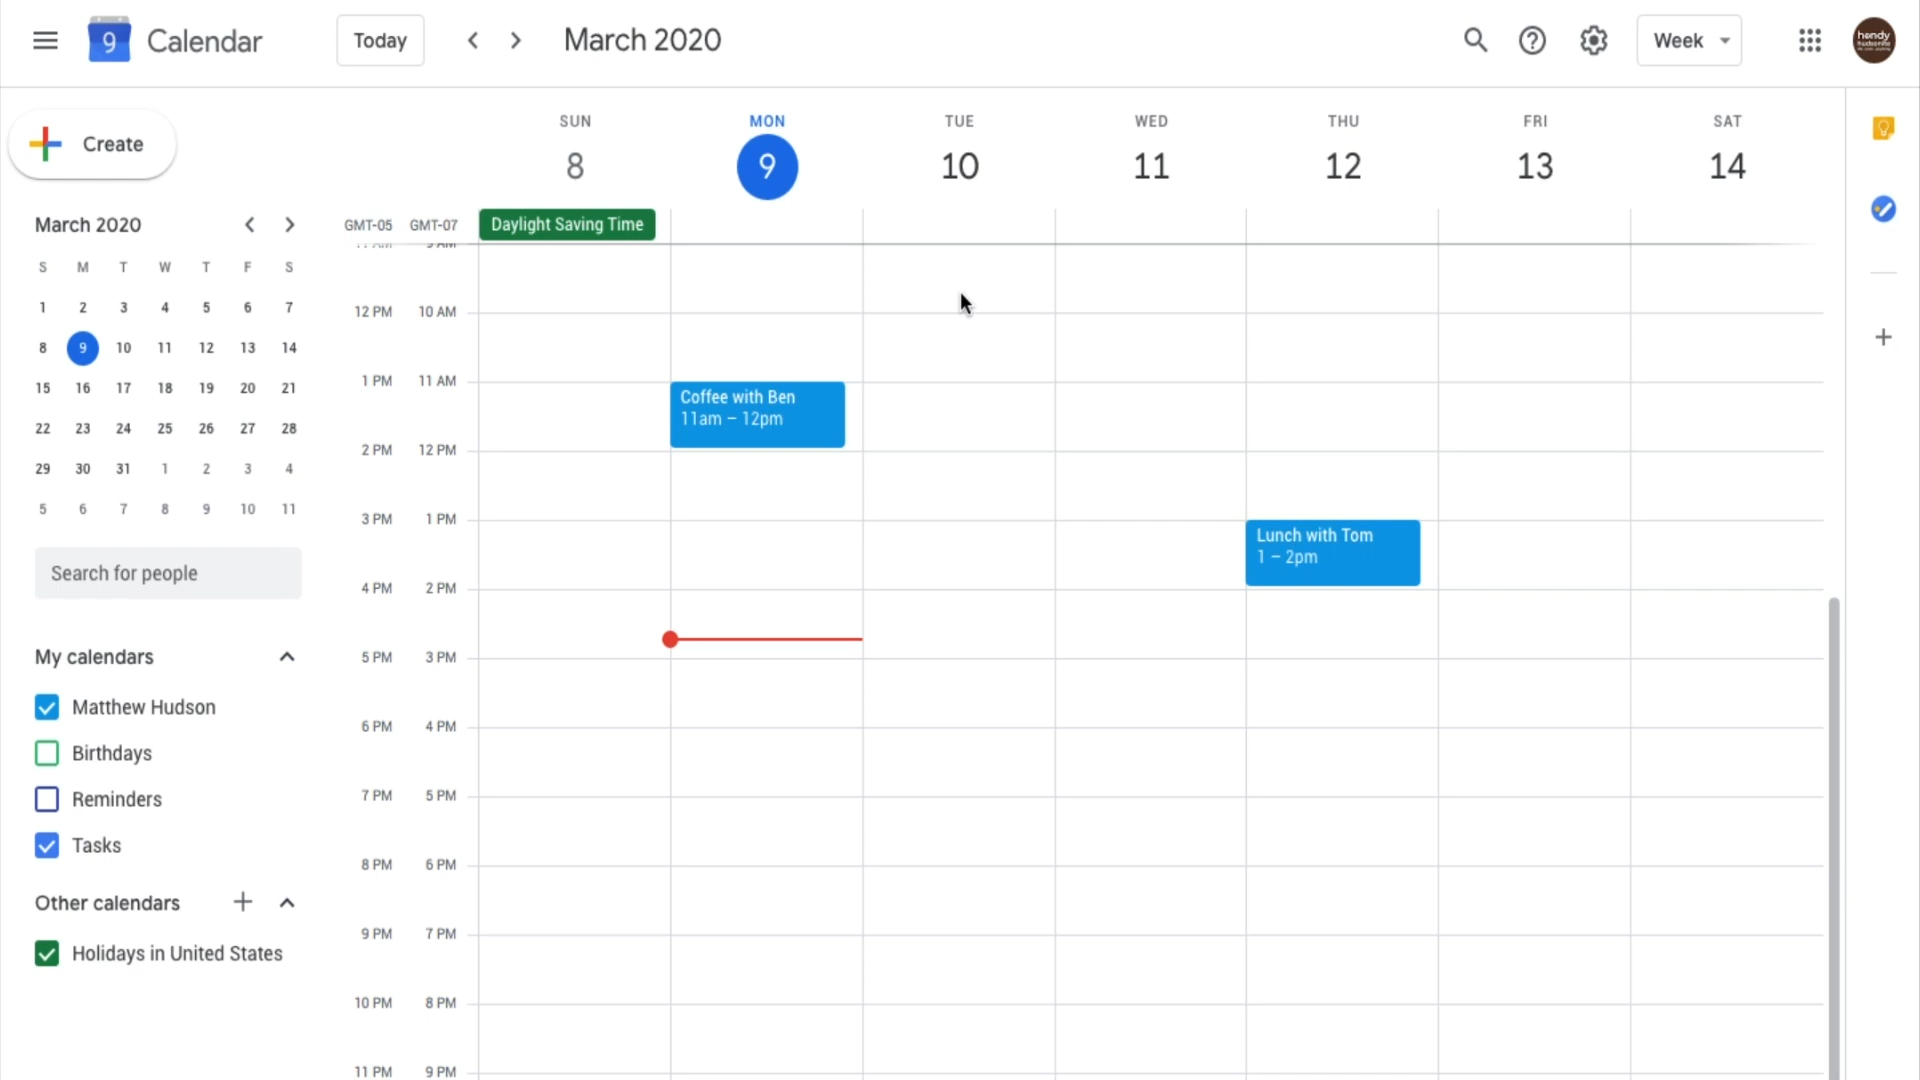 9 Calendar Today March 2020 Week
hendy
hudsonite
Create
SUN MON TUE WED THU FRI SAT
8 9 10 11 12 13 14
March 2020
GMT-05 GMT-07 Daylight Saving Time
S M T W T F S
1 2 3 4 5 6 7
8 9 10 11 12 13 14
15 16 17 18 19 20 21
22 23 24 25 26 27 28
29 30 31 1 2 3 4
5 6 7 8 9 10 11
Search for people
My calendars
Matthew Hudson
Birthdays
Reminders
Tasks
Other calendars
Holidays in United States
11 AM 9 AM
12 PM 10 AM
1 PM 11 AM
Coffee with Ben
11am – 12pm
2 PM 12 PM
3 PM 1 PM
Lunch with Tom
1 – 2pm
4 PM 2 PM
5 PM 3 PM
6 PM 4 PM
7 PM 5 PM
8 PM 6 PM
9 PM 7 PM
10 PM 8 PM
11 PM 9 PM